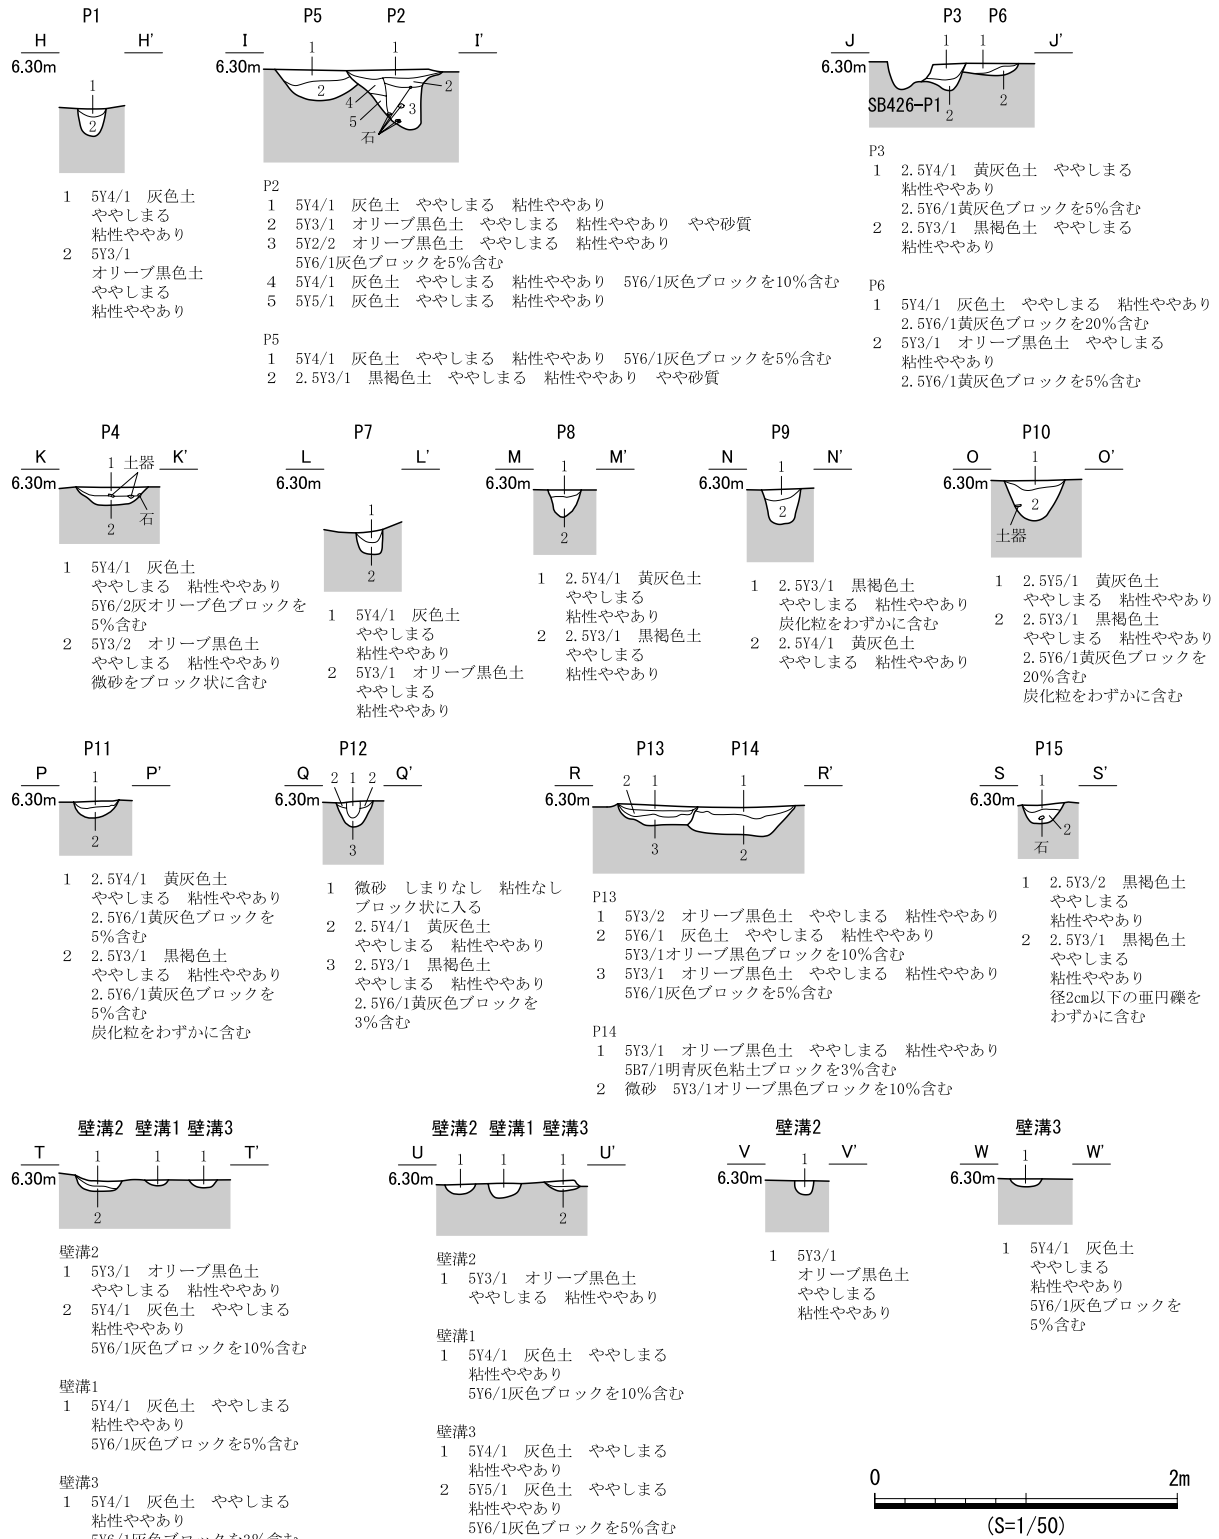 P1
H H'
6.30m
1
2
1 5Y4/1 灰色土
ややしまる
粘性ややあり
2 5Y3/1
オリーブ黒色土
ややしまる
粘性ややあり
P5 P2
I I'
6.30m
1 1
2 4 2
5 3
石
P2
1 5Y4/1 灰色土 ややしまる 粘性ややあり
2 5Y3/1 オリーブ黒色土 ややしまる 粘性ややあり やや砂質
3 5Y2/2 オリーブ黒色土 ややしまる 粘性ややあり
5Y6/1灰色ブロックを5%含む
4 5Y4/1 灰色土 ややしまる 粘性ややあり 5Y6/1灰色ブロックを10%含む
5 5Y5/1 灰色土 ややしまる 粘性ややあり
P5
1 5Y4/1 灰色土 ややしまる 粘性ややあり 5Y6/1灰色ブロックを5%含む
2 2.5Y3/1 黒褐色土 ややしまる 粘性ややあり やや砂質
P3 P6
J J'
6.30m
1 1
SB426-P1
2 2
P3
1 2.5Y4/1 黄灰色土 ややしまる
粘性ややあり
2.5Y6/1黄灰色ブロックを5%含む
2 2.5Y3/1 黒褐色土 ややしまる
粘性ややあり
P6
1 5Y4/1 灰色土 ややしまる 粘性ややあり
2.5Y6/1黄灰色ブロックを20%含む
2 5Y3/1 オリーブ黒色土 ややしまる
粘性ややあり
2.5Y6/1黄灰色ブロックを5%含む
P4
K K'
6.30m
1 土器
2 石
1 5Y4/1 灰色土
ややしまる 粘性ややあり
5Y6/2灰オリーブ色ブロックを
5%含む
2 5Y3/2 オリーブ黒色土
ややしまる 粘性ややあり
微砂をブロック状に含む
P7
L L'
6.30m
1
2
1 5Y4/1 灰色土
ややしまる
粘性ややあり
2 5Y3/1 オリーブ黒色土
ややしまる
粘性ややあり
P8
M M'
6.30m
1
2
1 2.5Y4/1 黄灰色土
ややしまる
粘性ややあり
2 2.5Y3/1 黒褐色土
ややしまる
粘性ややあり
P9
N N'
6.30m
1
2
1 2.5Y3/1 黒褐色土
ややしまる 粘性ややあり
炭化粒をわずかに含む
2 2.5Y4/1 黄灰色土
ややしまる 粘性ややあり
P10
O O'
6.30m
1
2
土器
1 2.5Y5/1 黄灰色土
ややしまる 粘性ややあり
2 2.5Y3/1 黒褐色土
ややしまる 粘性ややあり
2.5Y6/1黄灰色ブロックを
20%含む
炭化粒をわずかに含む
P11
P P'
6.30m
1
2
1 2.5Y4/1 黄灰色土
ややしまる 粘性ややあり
2.5Y6/1黄灰色ブロックを
5%含む
2 2.5Y3/1 黒褐色土
ややしまる 粘性ややあり
2.5Y6/1黄灰色ブロックを
5%含む
炭化粒をわずかに含む
P12
Q Q'
6.30m
2 1 2
3
1 微砂 しまりなし 粘性なし
ブロック状に入る
2 2.5Y4/1 黄灰色土
ややしまる 粘性ややあり
3 2.5Y3/1 黒褐色土
ややしまる 粘性ややあり
2.5Y6/1黄灰色ブロックを
3%含む
P13 P14
R R'
6.30m
2 1 1
3 2
P13
1 5Y3/2 オリーブ黒色土 ややしまる 粘性ややあり
2 5Y6/1 灰色土 ややしまる 粘性ややあり
5Y3/1オリーブ黒色ブロックを10%含む
3 5Y3/1 オリーブ黒色土 ややしまる 粘性ややあり
5Y6/1灰色ブロックを5%含む
P14
1 5Y3/1 オリーブ黒色土 ややしまる 粘性ややあり
5B7/1明青灰色粘土ブロックを3%含む
2 微砂 5Y3/1オリーブ黒色ブロックを10%含む
P15
S S'
6.30m
1
2
石
1 2.5Y3/2 黒褐色土
ややしまる
粘性ややあり
2 2.5Y3/1 黒褐色土
ややしまる
粘性ややあり
径2cm以下の亜円礫を
わずかに含む
壁溝2 壁溝1 壁溝3
T T'
6.30m
1 1 1
2
壁溝2
1 5Y3/1 オリーブ黒色土
ややしまる 粘性ややあり
2 5Y4/1 灰色土 ややしまる
粘性ややあり
5Y6/1灰色ブロックを10%含む
壁溝1
1 5Y4/1 灰色土 ややしまる
粘性ややあり
5Y6/1灰色ブロックを5%含む
壁溝3
1 5Y4/1 灰色土 ややしまる
粘性ややあり
壁溝2 壁溝1 壁溝3
U U'
6.30m
1 1 1
2
壁溝2
1 5Y3/1 オリーブ黒色土
ややしまる 粘性ややあり
壁溝1
1 5Y4/1 灰色土 ややしまる
粘性ややあり
5Y6/1灰色ブロックを10%含む
壁溝3
1 5Y4/1 灰色土 ややしまる
粘性ややあり
2 5Y5/1 灰色土 ややしまる
粘性ややあり
5Y6/1灰色ブロックを5%含む
壁溝2
V V'
6.30m
1
1 5Y3/1
オリーブ黒色土
ややしまる
粘性ややあり
壁溝3
W W'
6.30m
1
1 5Y4/1 灰色土
ややしまる
粘性ややあり
5Y6/1灰色ブロックを
5%含む
0 2m
(S=1/50)